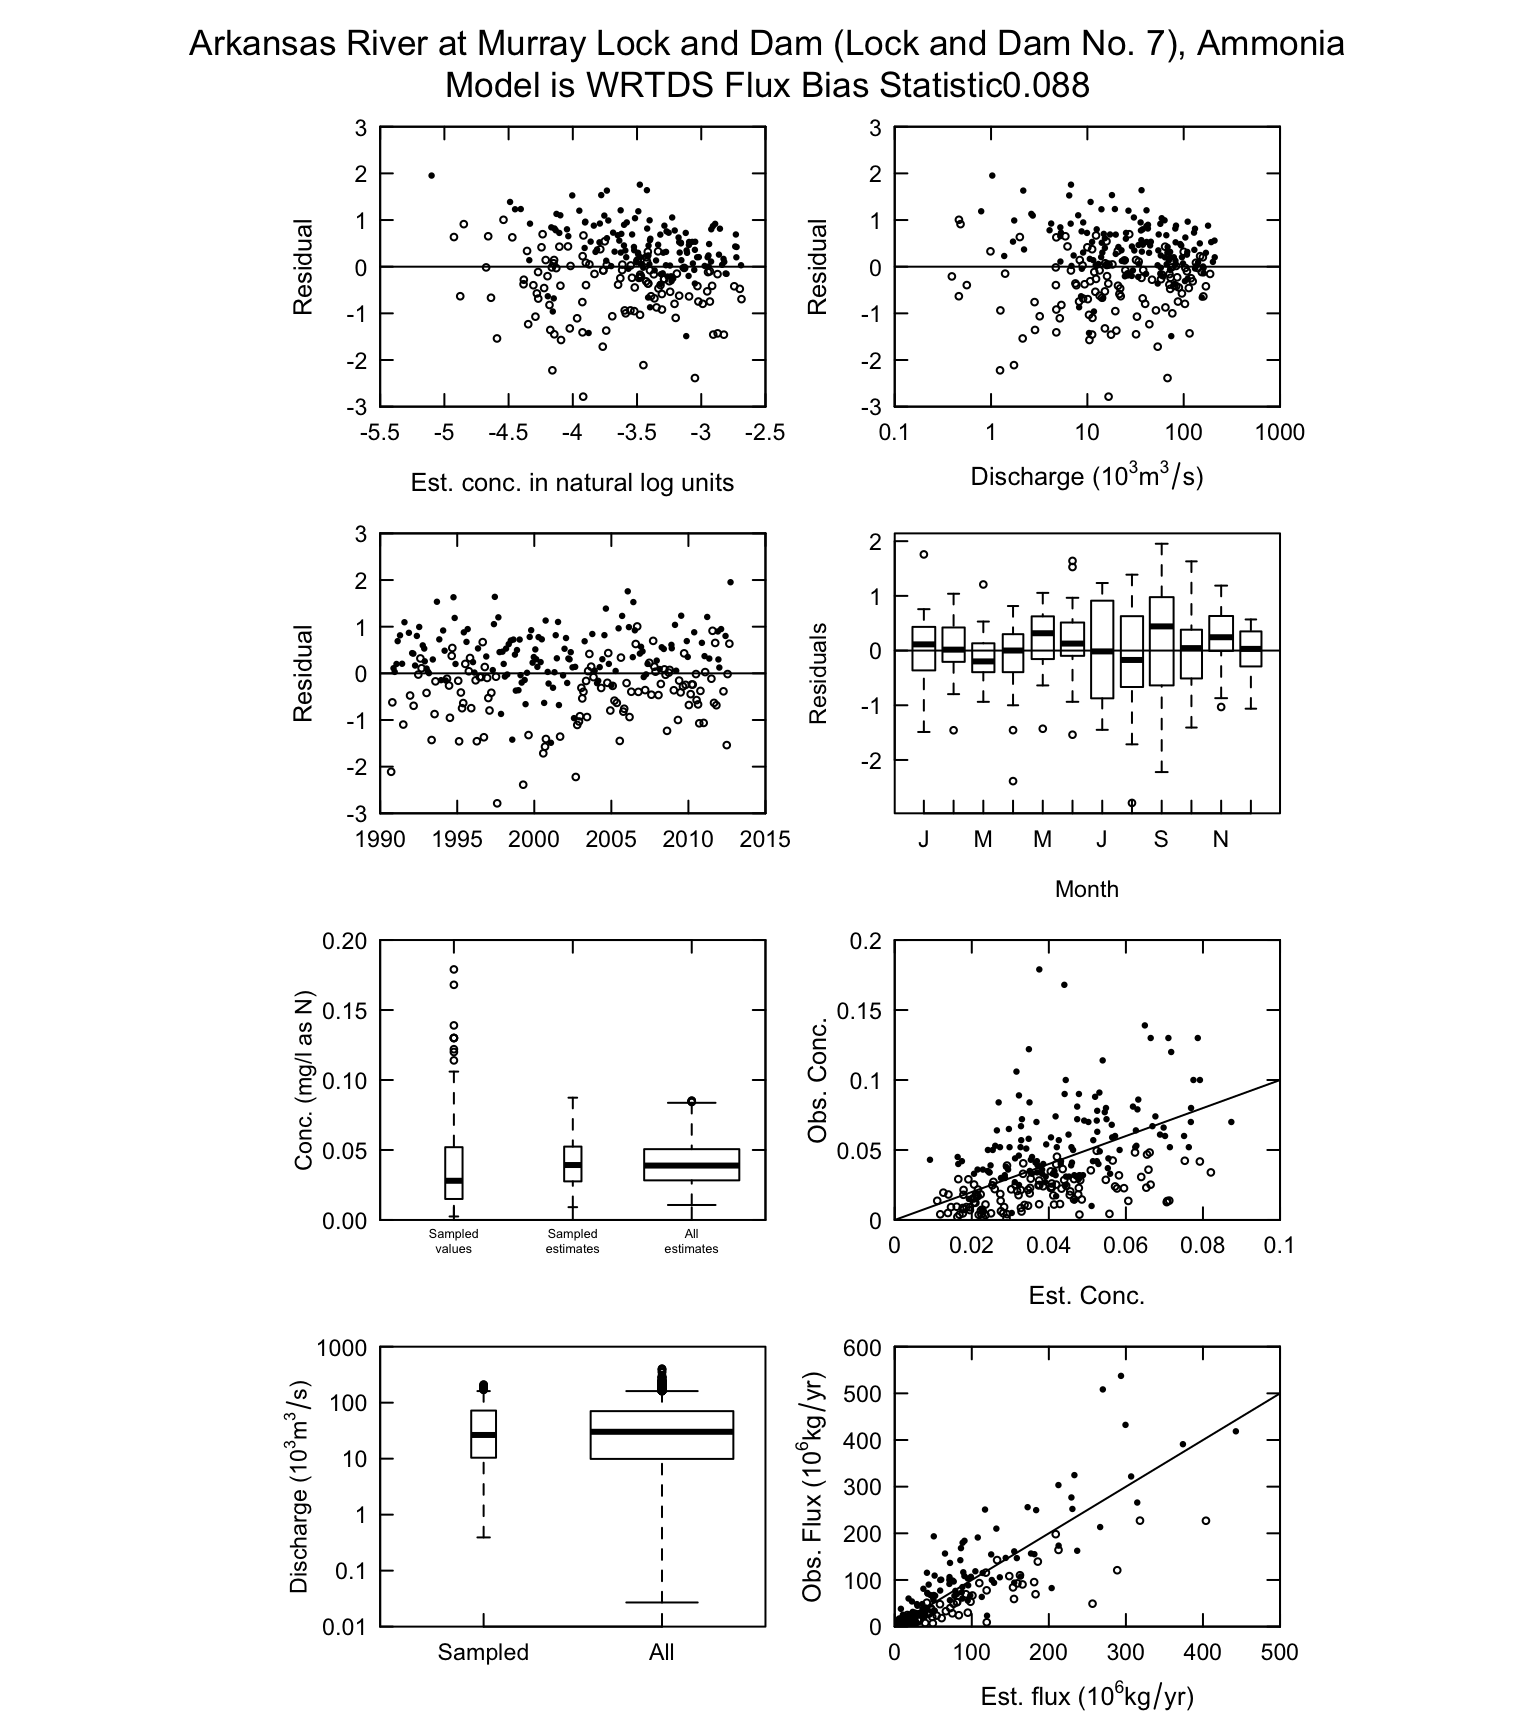 Arkansas River at Murray Lock and Dam (Lock and Dam No. 7), Ammonia
Model is WRTDS Flux Bias Statistic0.088
3
2
1
0
-1
-2
-3
Residual
-5.5 -5 -4.5 -4 -3.5 -3 -2.5
Est. conc. in natural log units
3
2
1
0
-1
-2
-3
Residual
0.1 1 10 100 1000
Discharge (10³m³/s)
3
2
1
0
-1
-2
-3
Residual
1990 1995 2000 2005 2010 2015
2
1
0
-1
-2
Residuals
J M M J S N
Month
0.20
0.15
0.10
0.05
0.00
Conc. (mg/l as N)
Sampled values
Sampled estimates
All estimates
0.2
0.15
0.1
0.05
0
Obs. Conc.
0 0.02 0.04 0.06 0.08 0.1
Est. Conc.
1000
100
10
1
0.1
0.01
Discharge (10³m³/s)
Sampled All
600
500
400
300
200
100
0
Obs. Flux (10⁶kg/yr)
0 100 200 300 400 500
Est. flux (10⁶kg/yr)